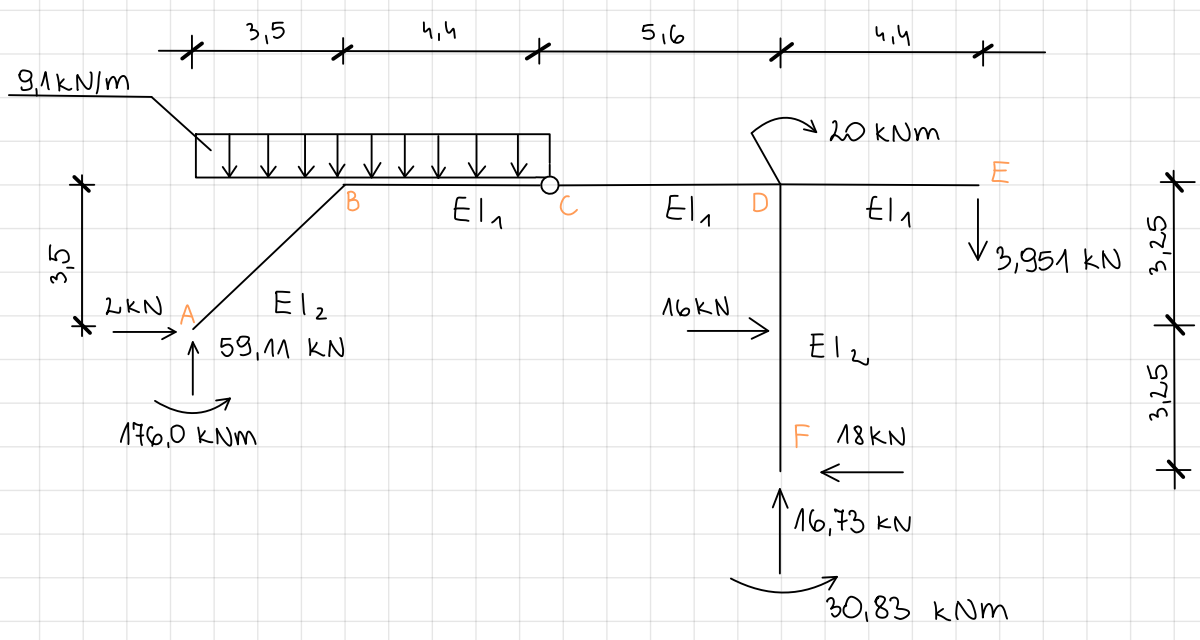 3,5 4,4 5,6 4,4
9,1kN/m
20 kNm
E
B
EI₁
C
EI₁
D
EI₁
3,25
3,5
3,951 kN
2kN
A
EI₂
16kN
59,11 kN
EI₂
3,25
176,0 kNm
F
18kN
16,73 kN
30,83 kNm